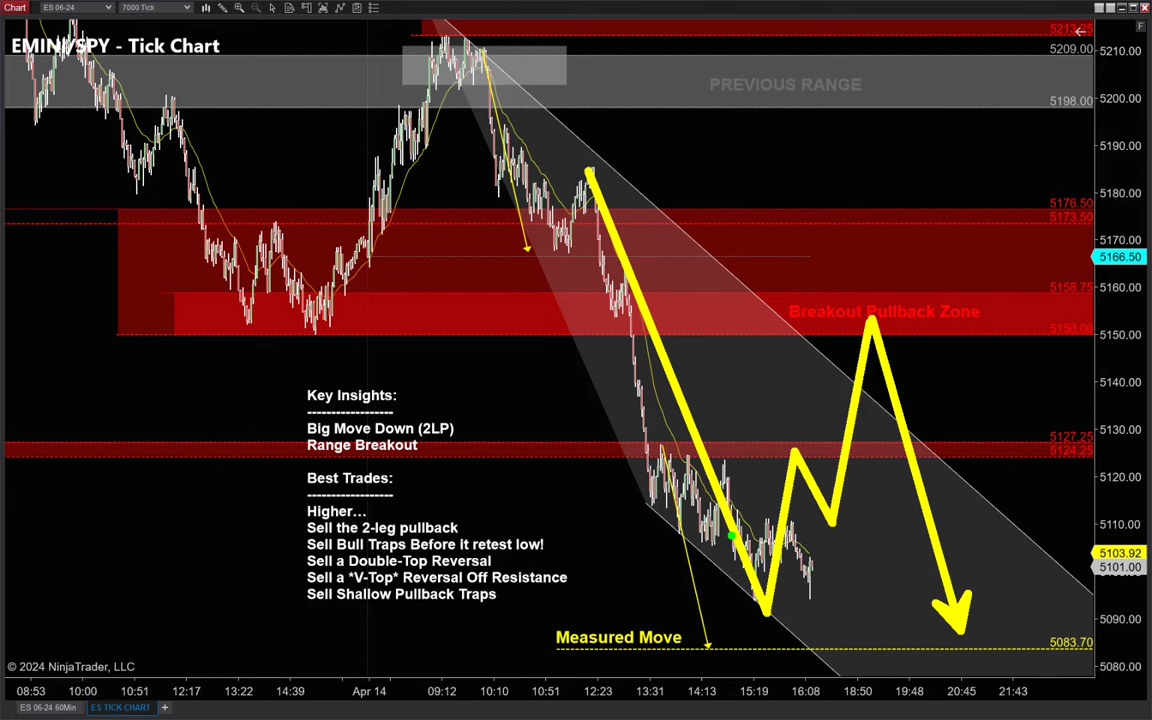 Chart
ES 06-24
7000 Tick
F
EMINI/SPY - Tick Chart
5213.25
5209.00
5210.00
PREVIOUS RANGE
5198.00
5200.00
5190.00
5180.00
5176.50
5173.50
5170.00
5166.50
5160.00
5158.75
Breakout Pullback Zone
5150.00
5150.00
5140.00
5130.00
5127.25
5124.25
5120.00
5110.00
5103.92
5101.00
5090.00
5083.70
5080.00
Key Insights:
-------------------
Big Move Down (2LP)
Range Breakout
Best Trades:
-------------------
Higher...
Sell the 2-leg pullback
Sell Bull Traps Before it retest low!
Sell a Double-Top Reversal
Sell a *V-Top* Reversal Off Resistance
Sell Shallow Pullback Traps
Measured Move
© 2024 NinjaTrader, LLC
08:53 10:00 10:51 12:17 13:22 14:39 Apr 14 09:12 10:10 10:51 12:23 13:31 14:13 15:19 16:08 18:50 19:48 20:45 21:43
ES 06-24 60Min
ES TICK CHART
+